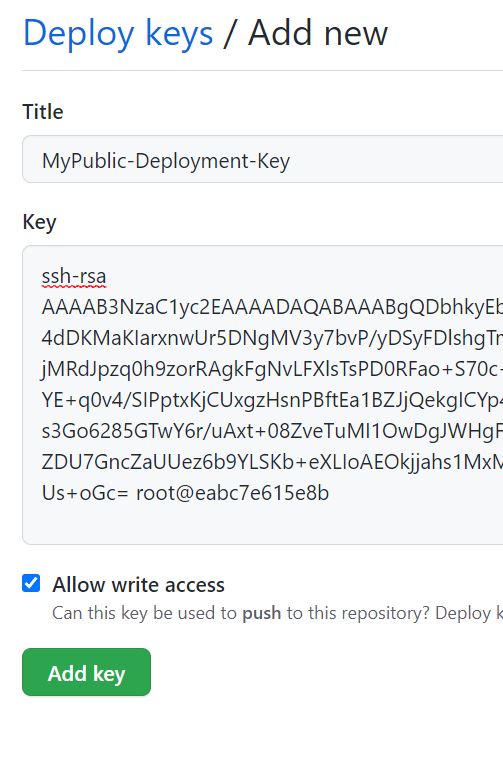 Deploy keys / Add new
Title
MyPublic-Deployment-Key
Key
ssh-rsa
AAAAB3NzaC1yc2EAAAADAQABAAABgQDbhkyEb
4dDKMaKIarxnwUr5DNgMV3y7bvP/yDSyFDlshgTr
jMRdJpzq0h9zorRAgkFgNvLFXlsTsPD0RFao+S70c-
YE+q0v4/SIPptxKjCUxgzHsnPBftEa1BZJjQekgICYp4
s3Go6285GTwY6r/uAxt+08ZveTuMI1OwDgJWHgF
ZDU7GncZaUUez6b9YLSKb+eXLIoAEOkjjahs1MxM
Us+oGc= root@eabc7e615e8b
Allow write access
Can this key be used to push to this repository? Deploy k
Add key